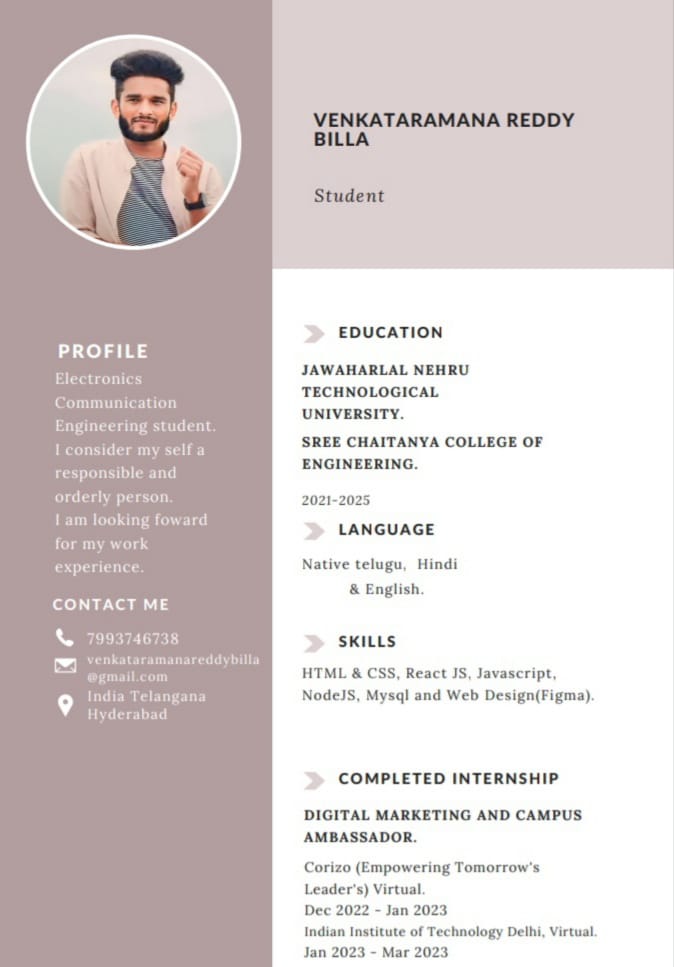 VENKATARAMANA REDDY
BILLA
Student
PROFILE
Electronics
Communication
Engineering student.
I consider my self a
responsible and
orderly person.
I am looking foward
for my work
experience.
CONTACT ME
7993746738
venkataramanareddybilla
@gmail.com
India Telangana
Hyderabad
EDUCATION
JAWAHARLAL NEHRU
TECHNOLOGICAL
UNIVERSITY.
SREE CHAITANYA COLLEGE OF
ENGINEERING.
2021-2025
LANGUAGE
Native telugu, Hindi
& English.
SKILLS
HTML & CSS, React JS, Javascript,
NodeJS, Mysql and Web Design(Figma).
COMPLETED INTERNSHIP
DIGITAL MARKETING AND CAMPUS
AMBASSADOR.
Corizo (Empowering Tomorrow's
Leader's) Virtual.
Dec 2022 - Jan 2023
Indian Institute of Technology Delhi, Virtual.
Jan 2023 - Mar 2023